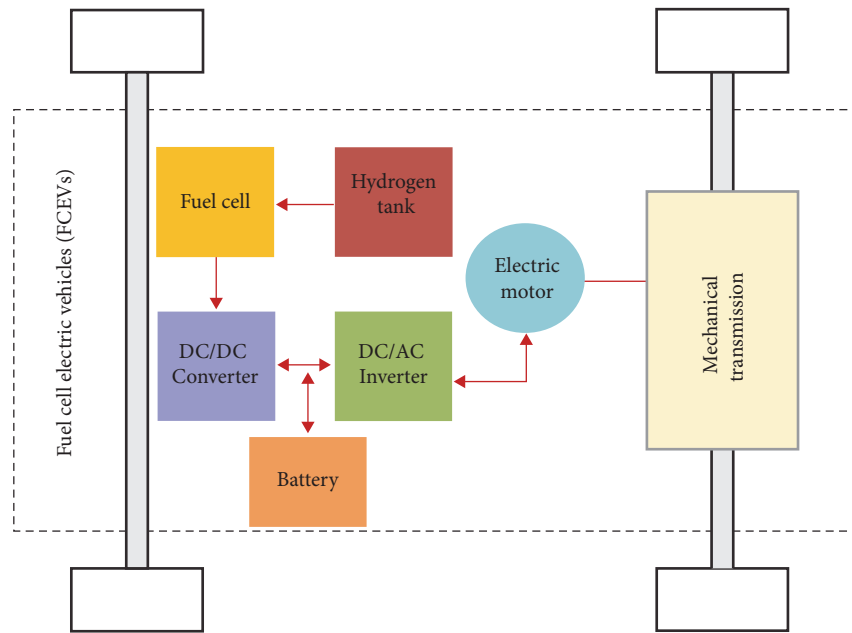 Fuel cell electric vehicles (FCEVs)
Fuel cell
Hydrogen
tank
Electric
motor
DC/DC
Converter
DC/AC
Inverter
Battery
Mechanical
transmission